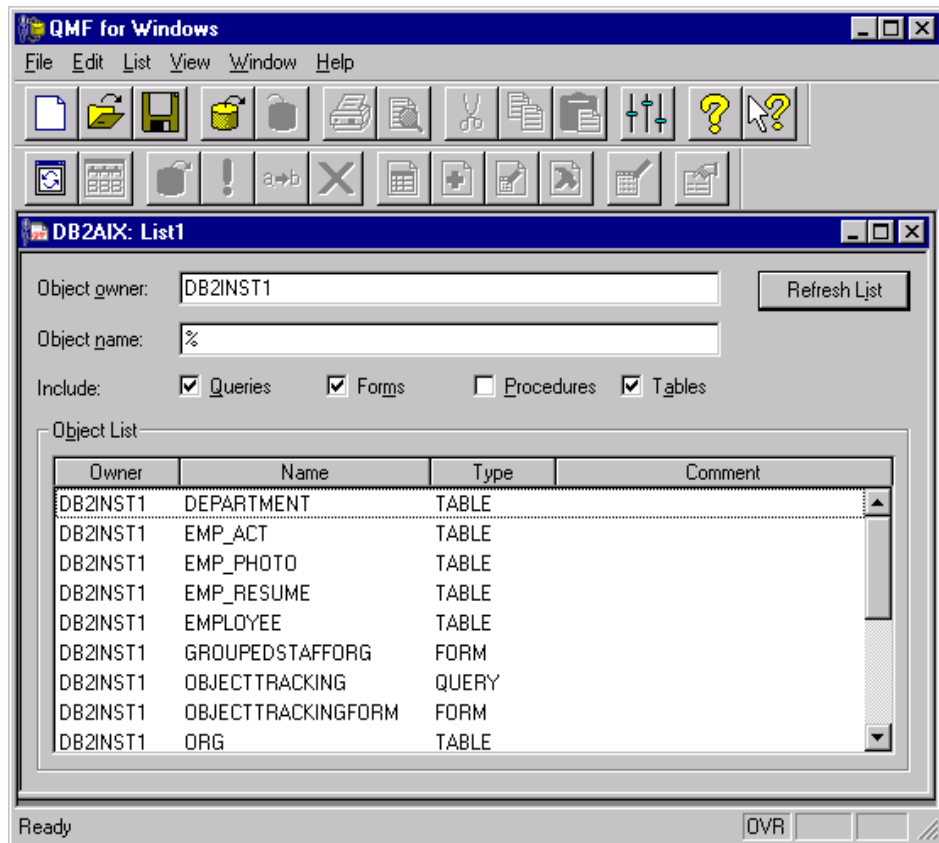 QMF for Windows
File Edit List View Window Help
a➔b
DB2AIX: List1
Object owner: DB2INST1 Refresh List
Object name: %
Include: Queries Forms Procedures Tables
Object List
Owner Name Type Comment
DB2INST1 DEPARTMENT TABLE
DB2INST1 EMP_ACT TABLE
DB2INST1 EMP_PHOTO TABLE
DB2INST1 EMP_RESUME TABLE
DB2INST1 EMPLOYEE TABLE
DB2INST1 GROUPEDSTAFFORG FORM
DB2INST1 OBJECTTRACKING QUERY
DB2INST1 OBJECTTRACKINGFORM FORM
DB2INST1 ORG TABLE
Ready OVR